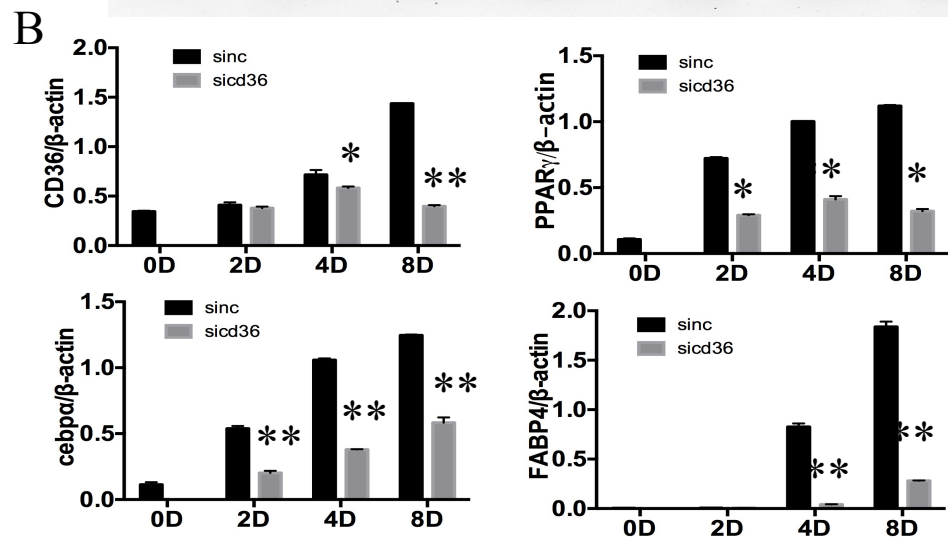 B
CD36/β-actin
2.0
1.5
1.0
0.5
0.0
sinc
sicd36
*
**
0D 2D 4D 8D
PPARγ/β-actin
1.5
1.0
0.5
0.0
sinc
sicd36
*
*
*
0D 2D 4D 8D
cebpα/β-actin
1.5
1.0
0.5
0.0
sinc
sicd36
**
**
**
0D 2D 4D 8D
FABP4/β-actin
2.0
1.5
1.0
0.5
0.0
sinc
sicd36
**
**
0D 2D 4D 8D